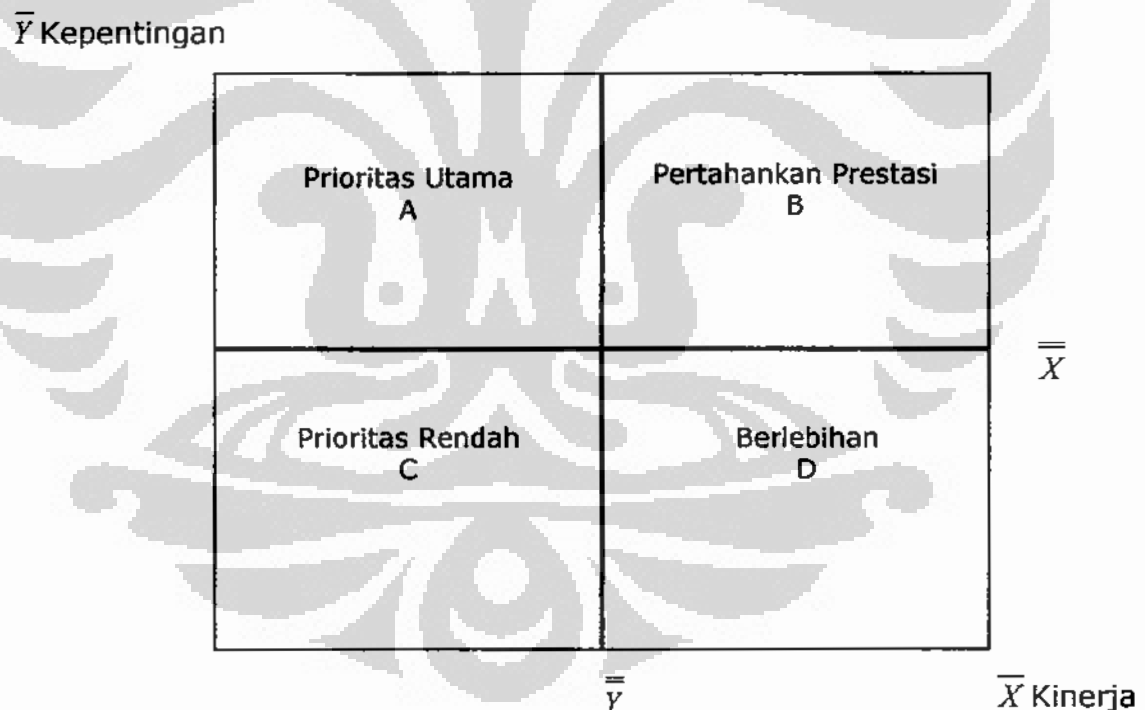 Y̅ Kepentingan
Prioritas Utama
A
Pertahankan Prestasi
B
X̿
Prioritas Rendah
C
Berlebihan
D
Y̿
X̅ Kinerja